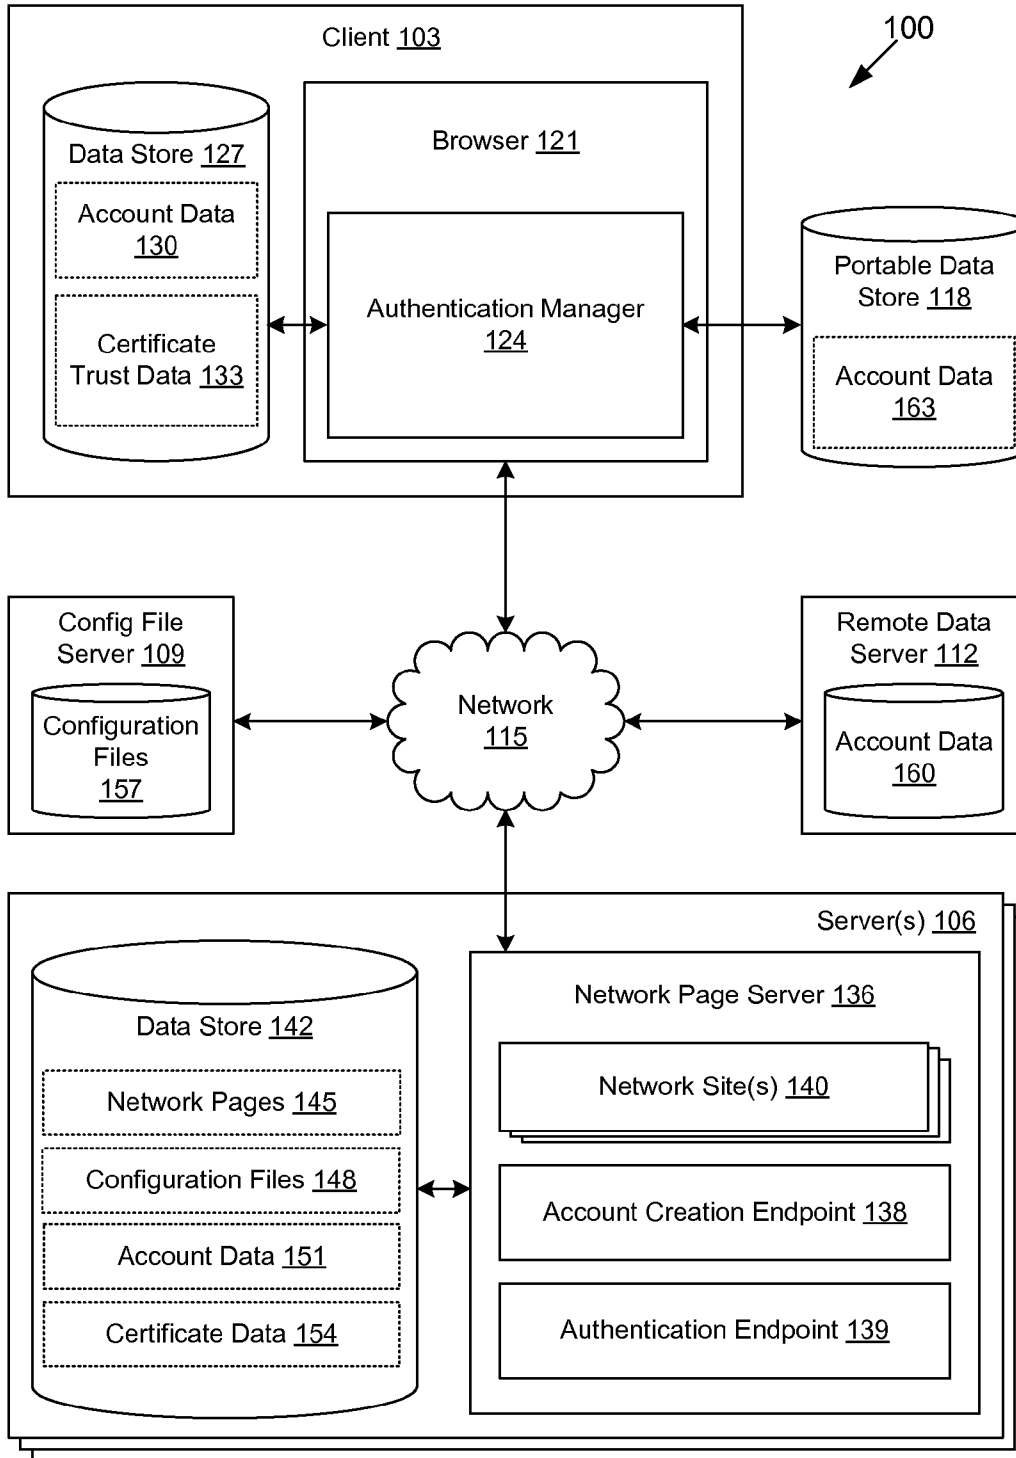 100
Client 103
Data Store 127
Account Data
130
Certificate
Trust Data 133
Browser 121
Authentication Manager
124
Portable Data
Store 118
Account Data
163
Config File
Server 109
Configuration
Files
157
Network
115
Remote Data
Server 112
Account Data
160
Server(s) 106
Data Store 142
Network Pages 145
Configuration Files 148
Account Data 151
Certificate Data 154
Network Page Server 136
Network Site(s) 140
Account Creation Endpoint 138
Authentication Endpoint 139